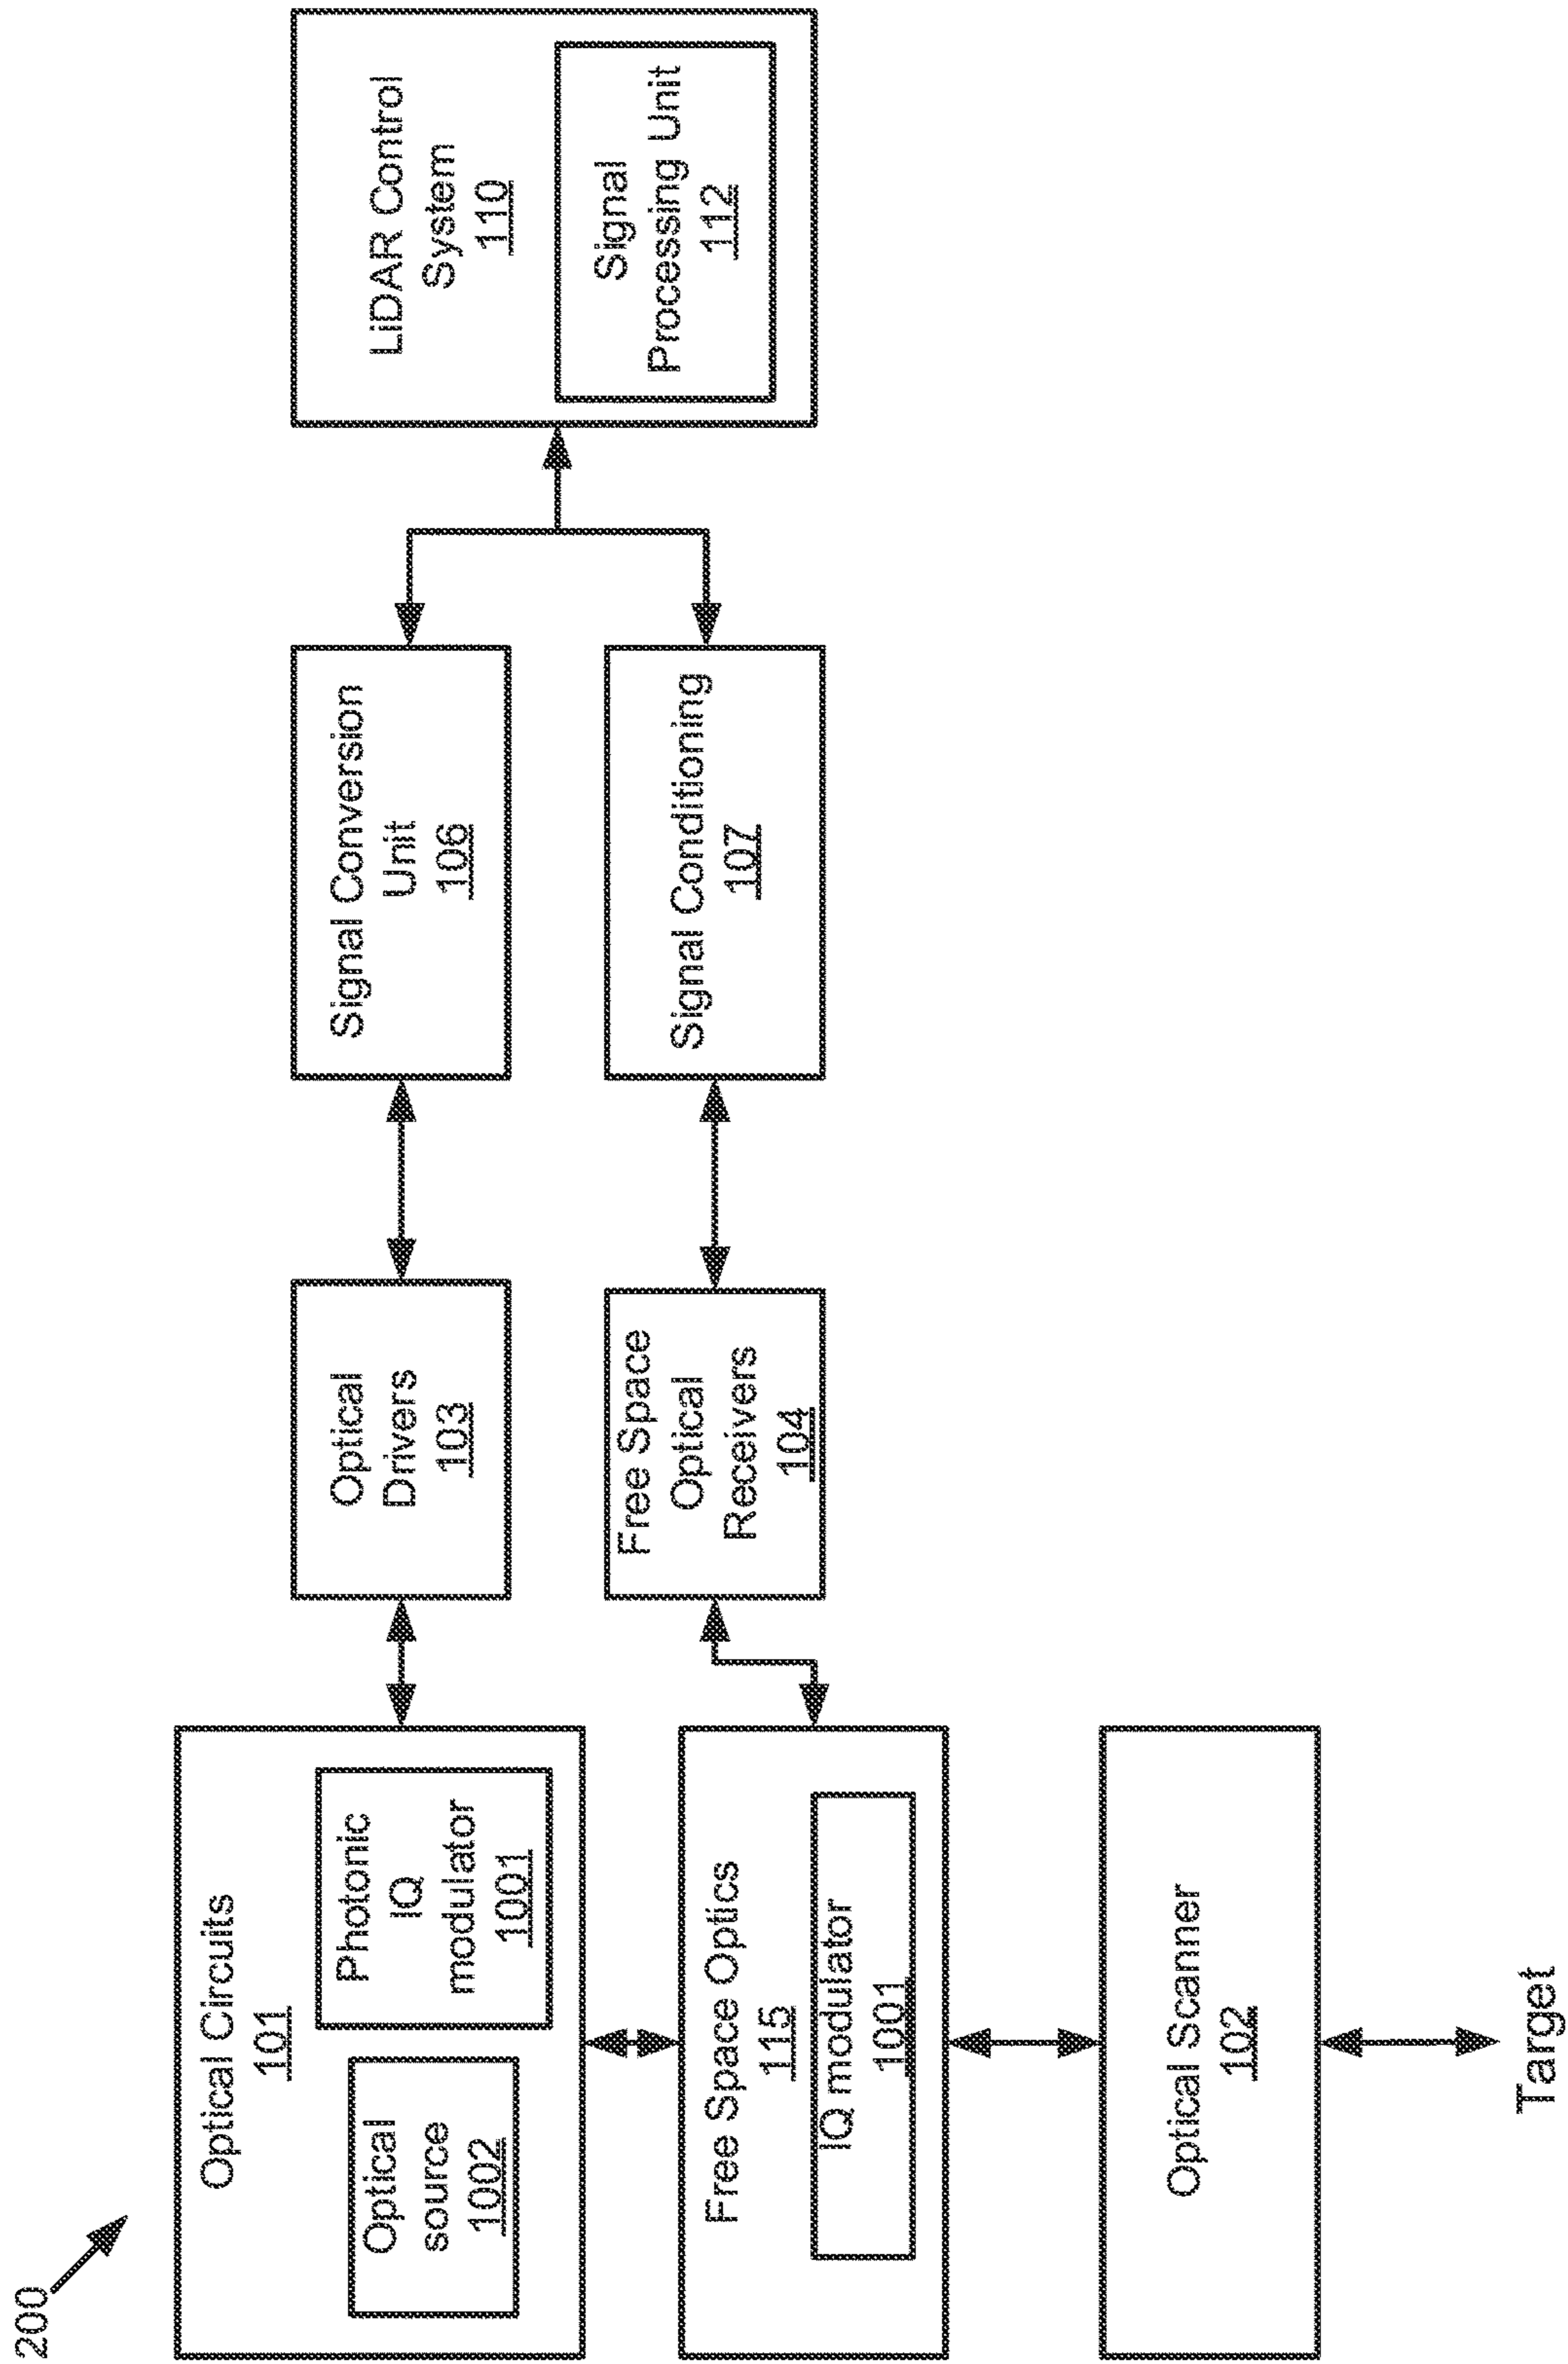 200
Optical Circuits
101
Optical
source
1002
Photonic
IQ
modulator
1001
Optical
Drivers
103
Signal Conversion
Unit
106
LiDAR Control
System
110
Signal
Processing Unit
112
Free Space Optics
115
IQ modulator
1001
Free Space
Optical
Receivers
104
Signal Conditioning
107
Optical Scanner
102
Target